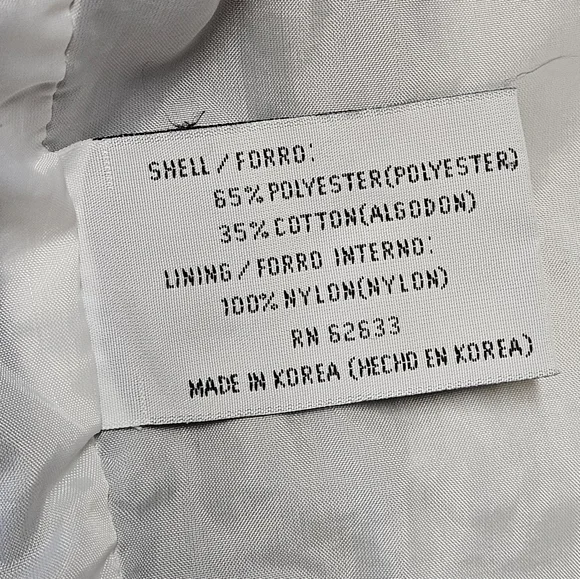 SHELL / FORRO:
65% POLYESTER(POLYESTER)
35% COTTON(ALGODON)
LINING / FORRO INTERNO:
100% NYLON(NYLON)
RN 62633
MADE IN KOREA (HECHO EN KOREA)